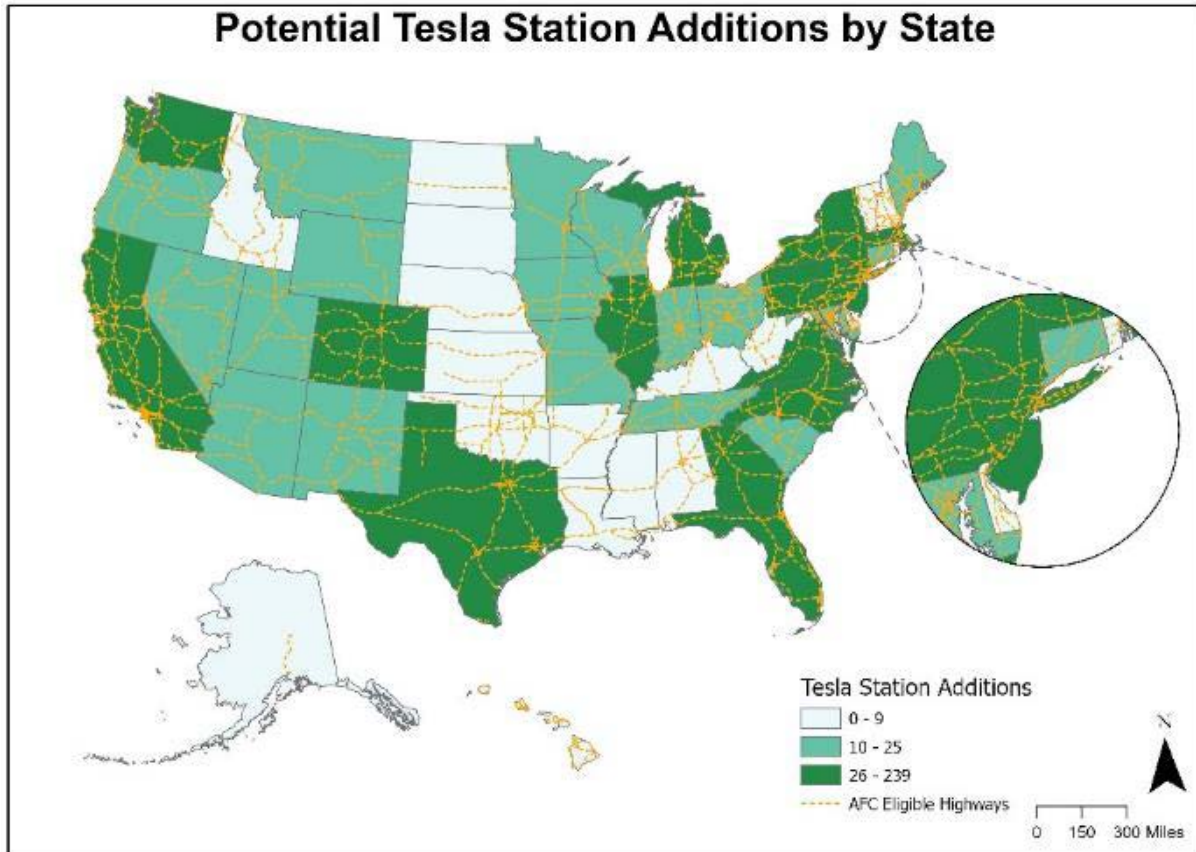 Potential Tesla Station Additions by State
Tesla Station Additions
0 - 9
10 - 25
26 - 239
AFC Eligible Highways
N
0 150 300 Miles